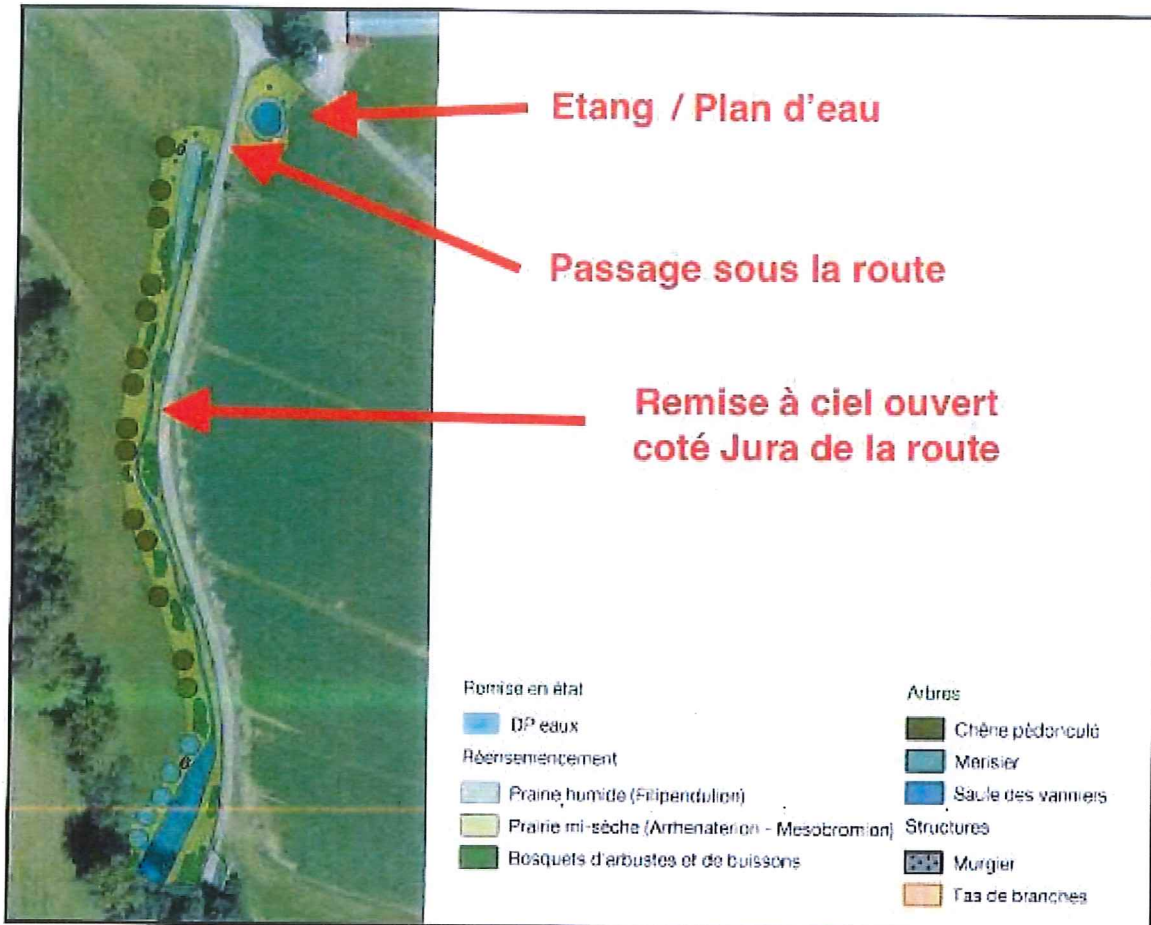 Etang / Plan d'eau
Passage sous la route
Remise à ciel ouvert
coté Jura de la route
Remise en état
DP eaux
Réensemencement
Prairie humide (Filipendulion)
Prairie mi-sèche (Arrhenaterion - Mesobromion)
Bosquets d'arbustes et de buissons
Arbres
Chêne pédonculé
Merisier
Saule des vanniers
Structures
Murgier
Tas de branches